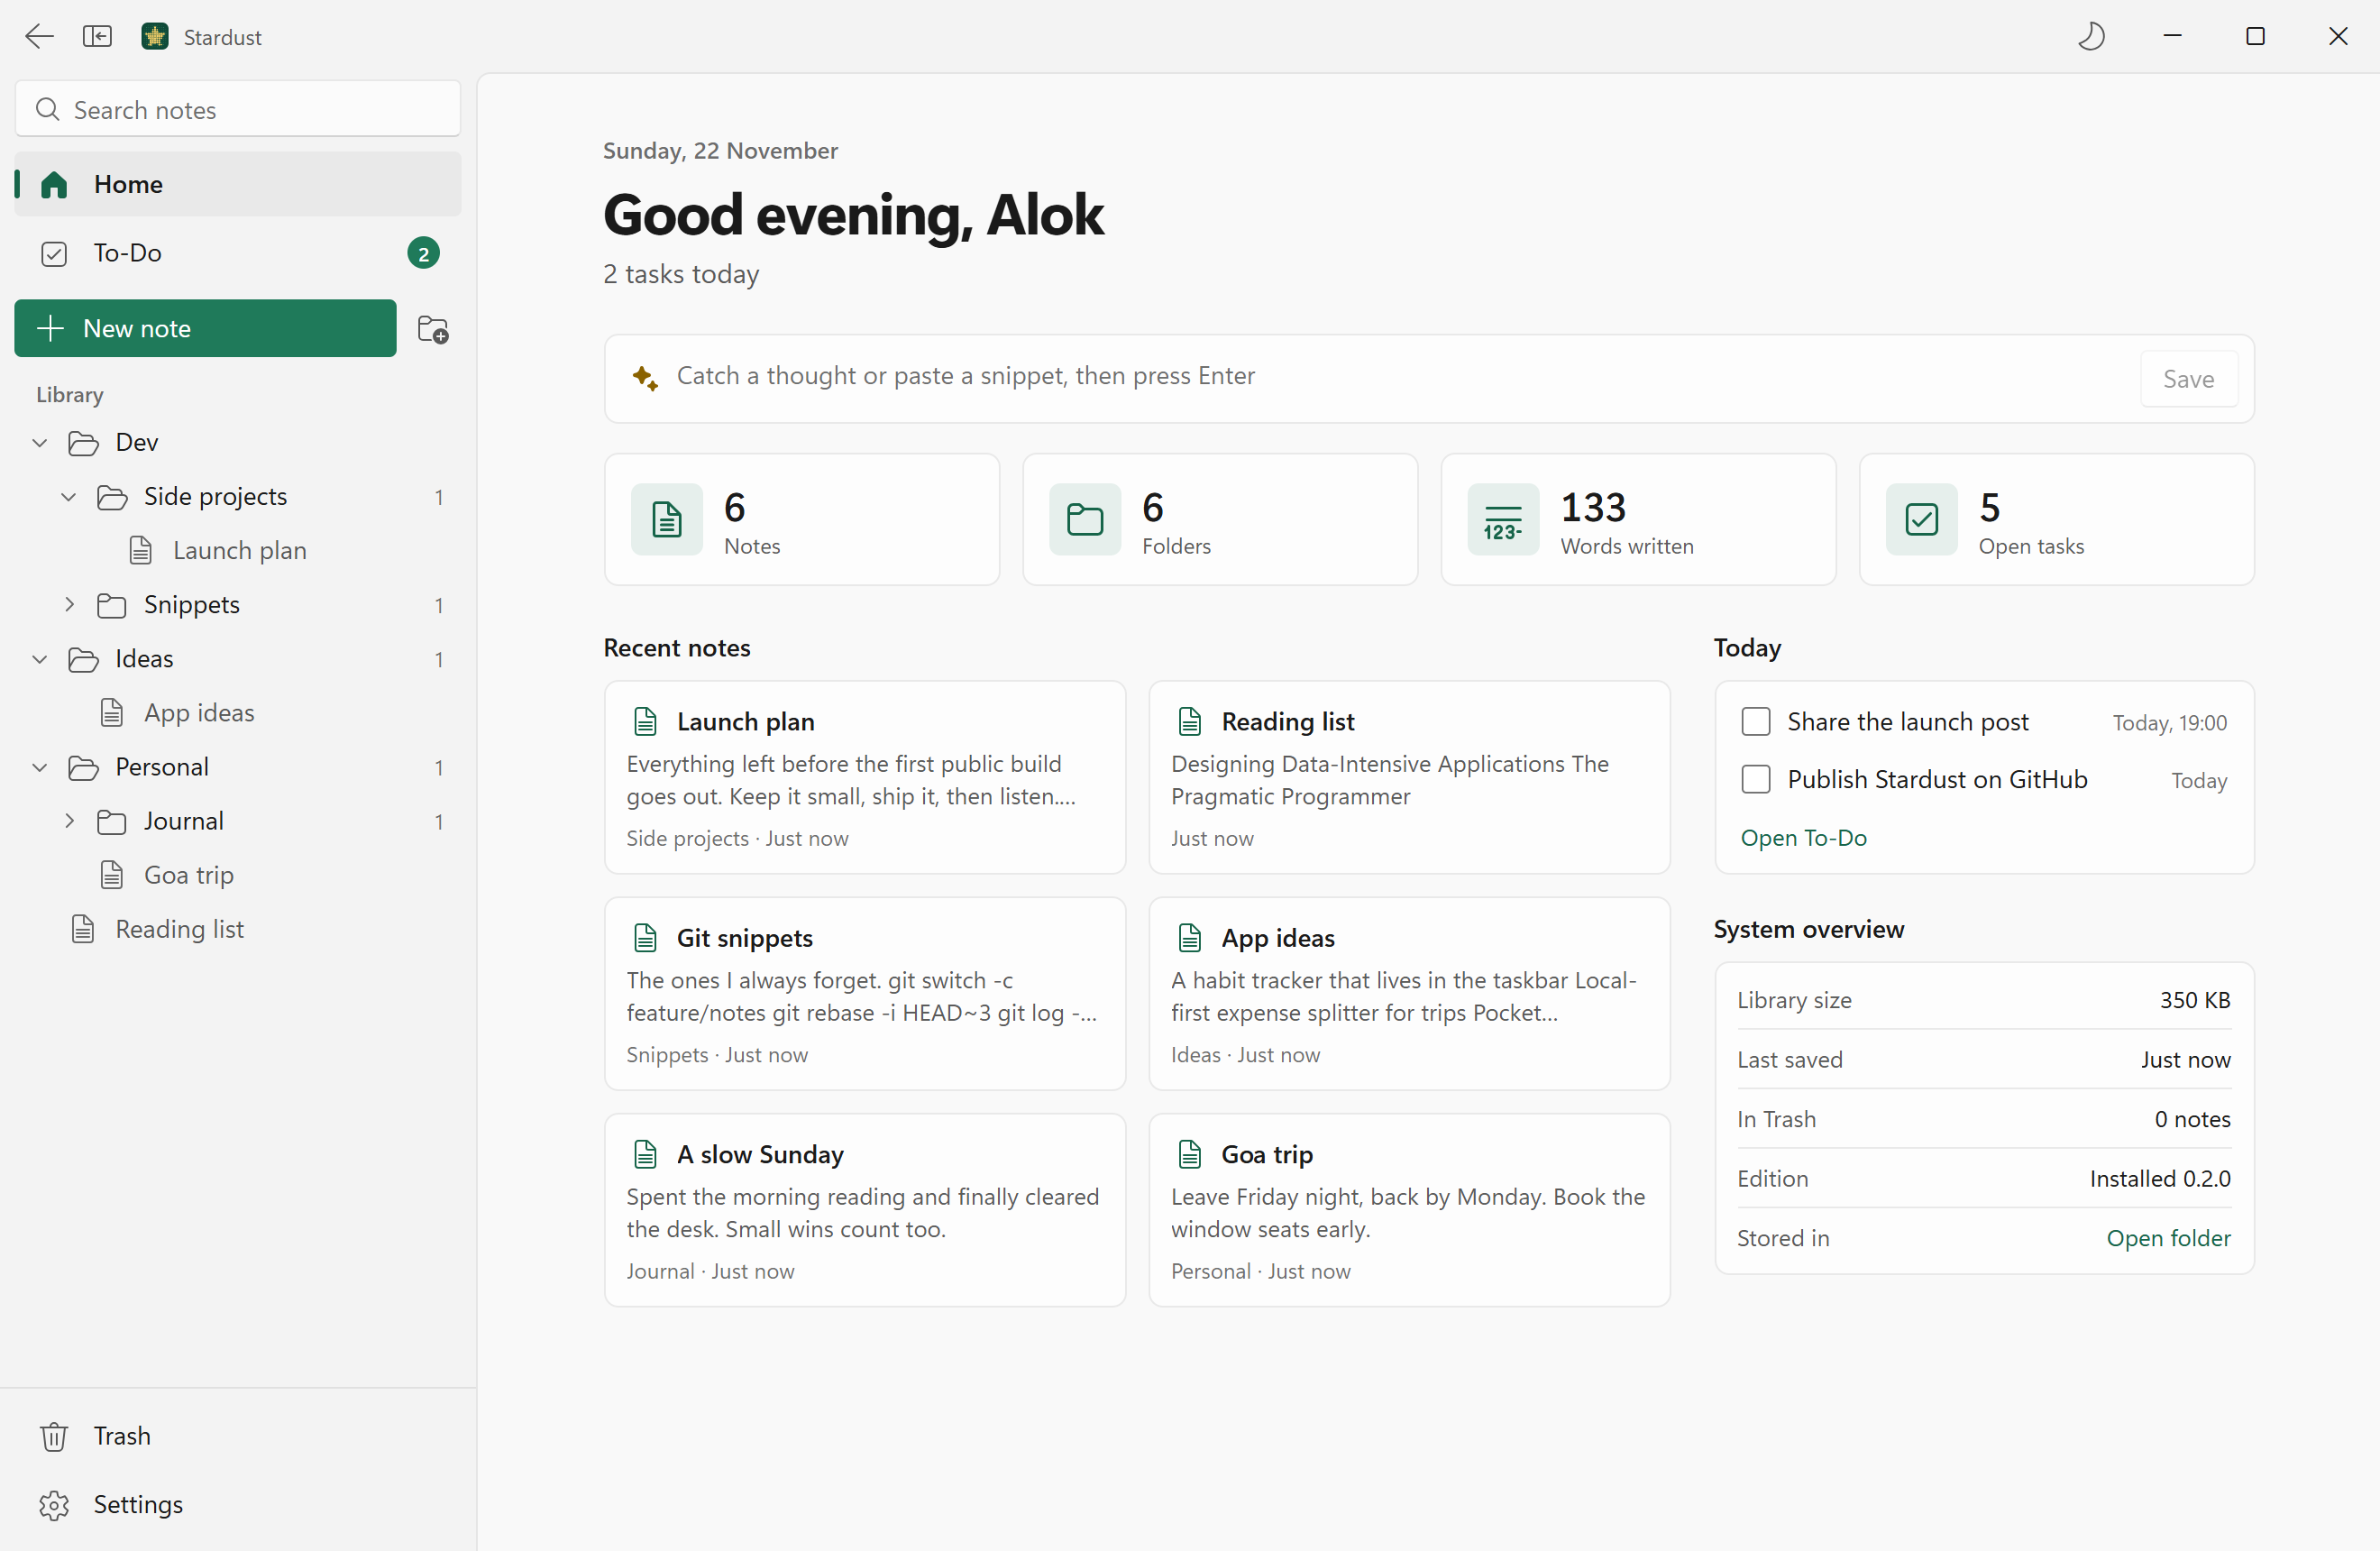 Stardust
Search notes
Home
To-Do 2
New note
Library
Dev
Side projects 1
Launch plan
Snippets 1
Ideas 1
App ideas
Personal 1
Journal 1
Goa trip
Reading list
Trash
Settings
Sunday, 22 November
Good evening, Alok
2 tasks today
Catch a thought or paste a snippet, then press Enter
Save
6
Notes
6
Folders
123-
133
Words written
5
Open tasks
Recent notes
Launch plan
Everything left before the first public build
goes out. Keep it small, ship it, then listen....
Side projects · Just now
Reading list
Designing Data-Intensive Applications The
Pragmatic Programmer
Just now
Git snippets
The ones I always forget. git switch -c
feature/notes git rebase -i HEAD~3 git log -...
Snippets · Just now
App ideas
A habit tracker that lives in the taskbar Local-
first expense splitter for trips Pocket...
Ideas · Just now
A slow Sunday
Spent the morning reading and finally cleared
the desk. Small wins count too.
Journal · Just now
Goa trip
Leave Friday night, back by Monday. Book the
window seats early.
Personal · Just now
Today
Share the launch post Today, 19:00
Publish Stardust on GitHub Today
Open To-Do
System overview
Library size 350 KB
Last saved Just now
In Trash 0 notes
Edition Installed 0.2.0
Stored in Open folder